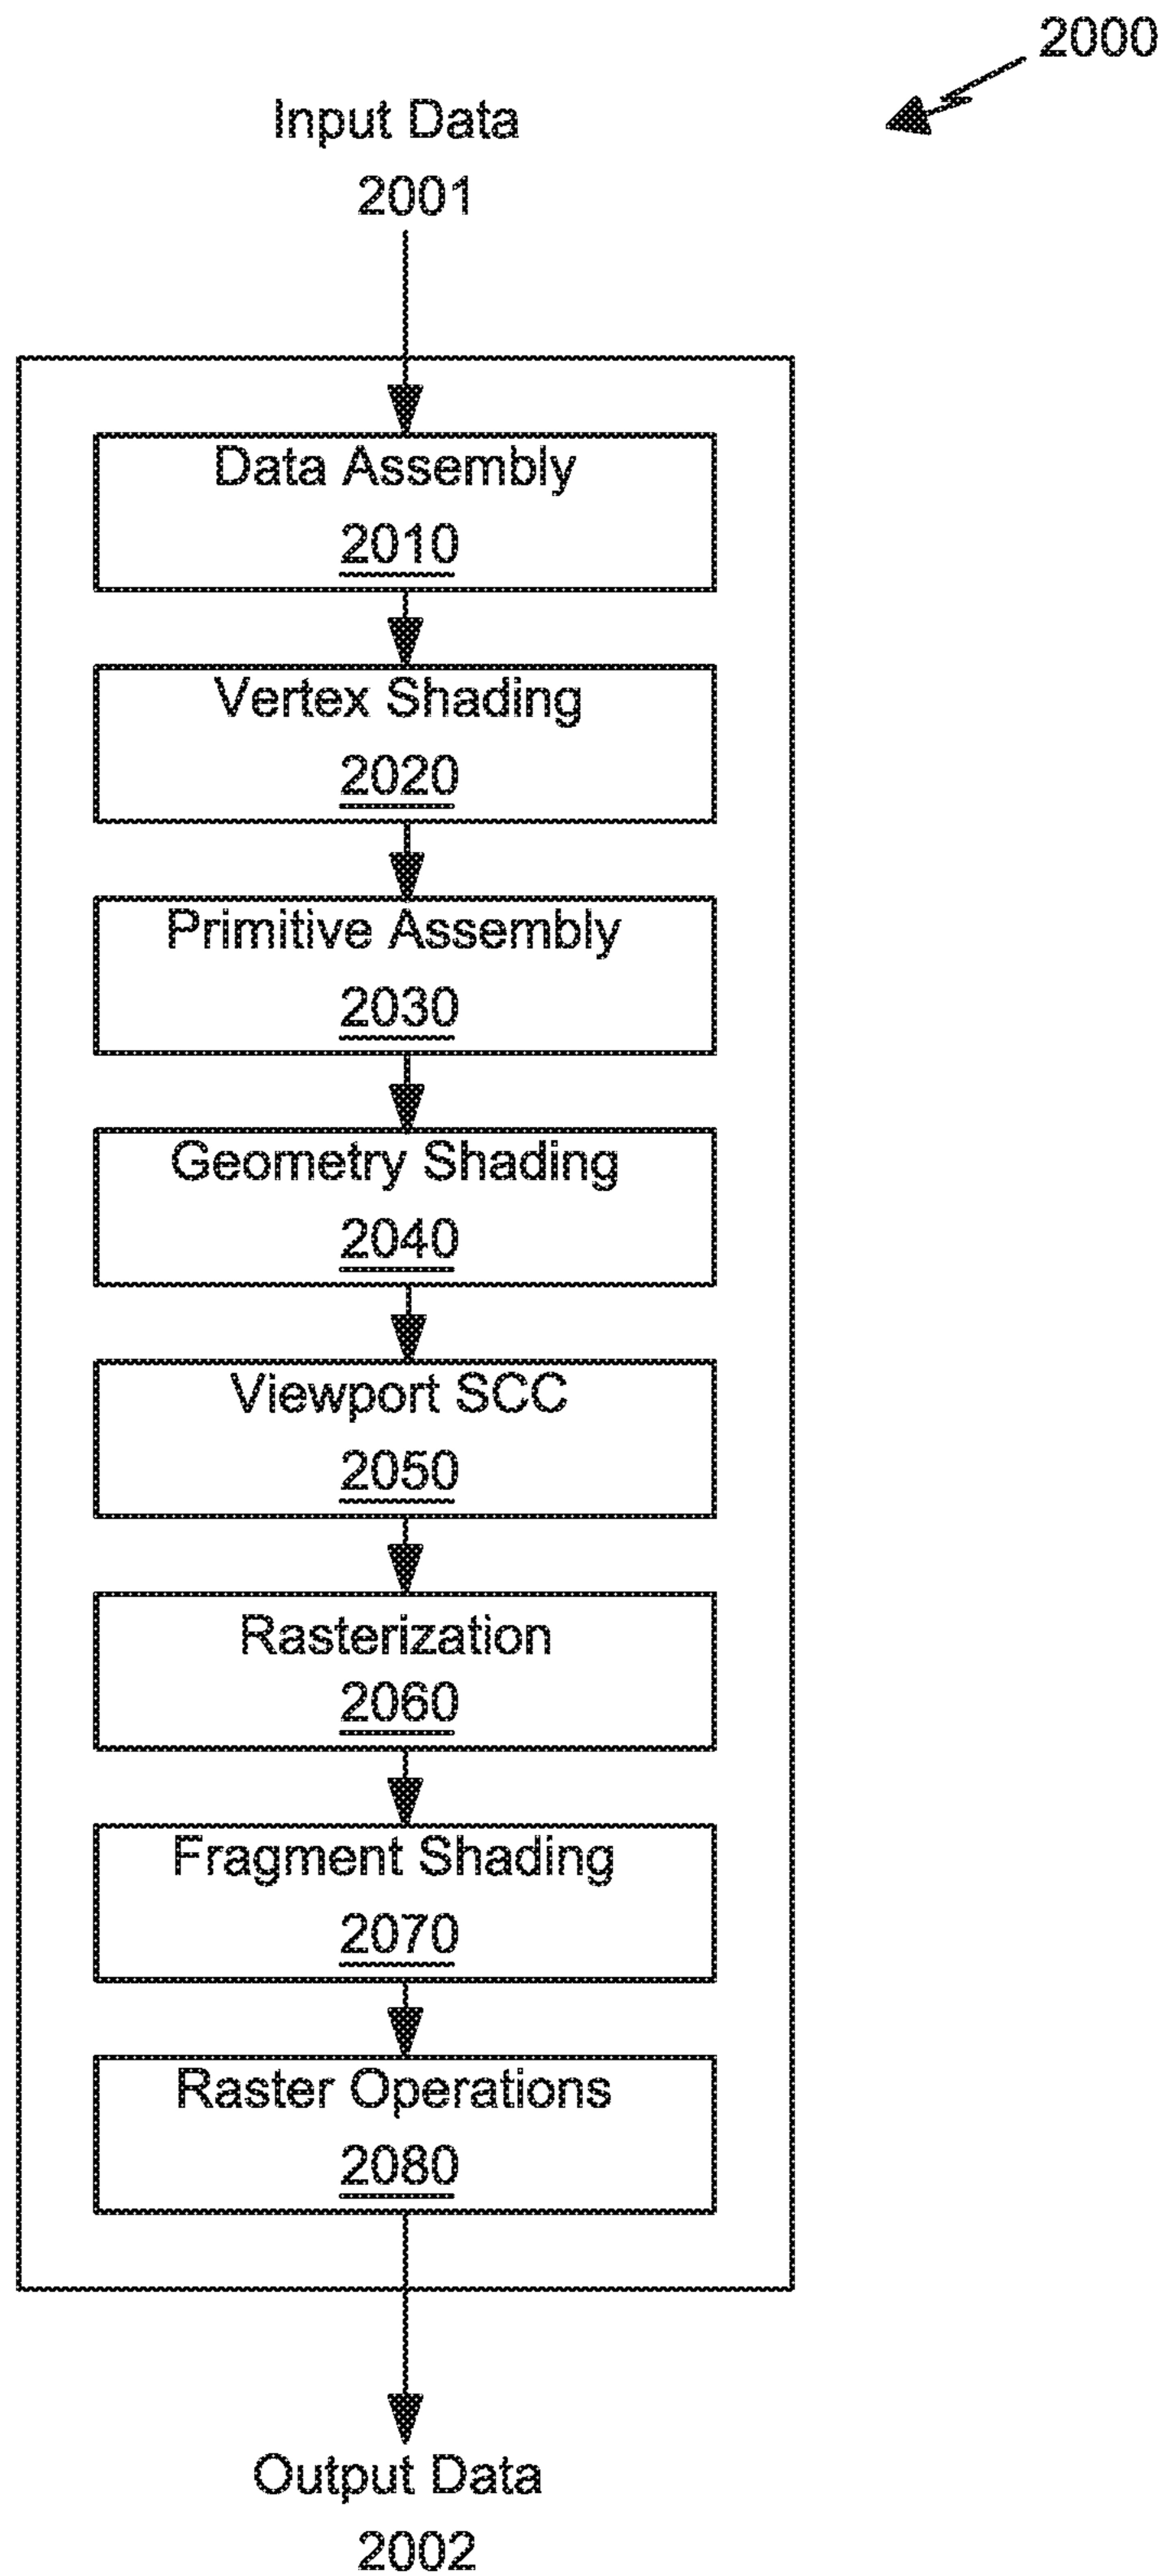 2000
Input Data
2001
Data Assembly
2010
Vertex Shading
2020
Primitive Assembly
2030
Geometry Shading
2040
Viewport SCC
2050
Rasterization
2060
Fragment Shading
2070
Raster Operations
2080
Output Data
2002